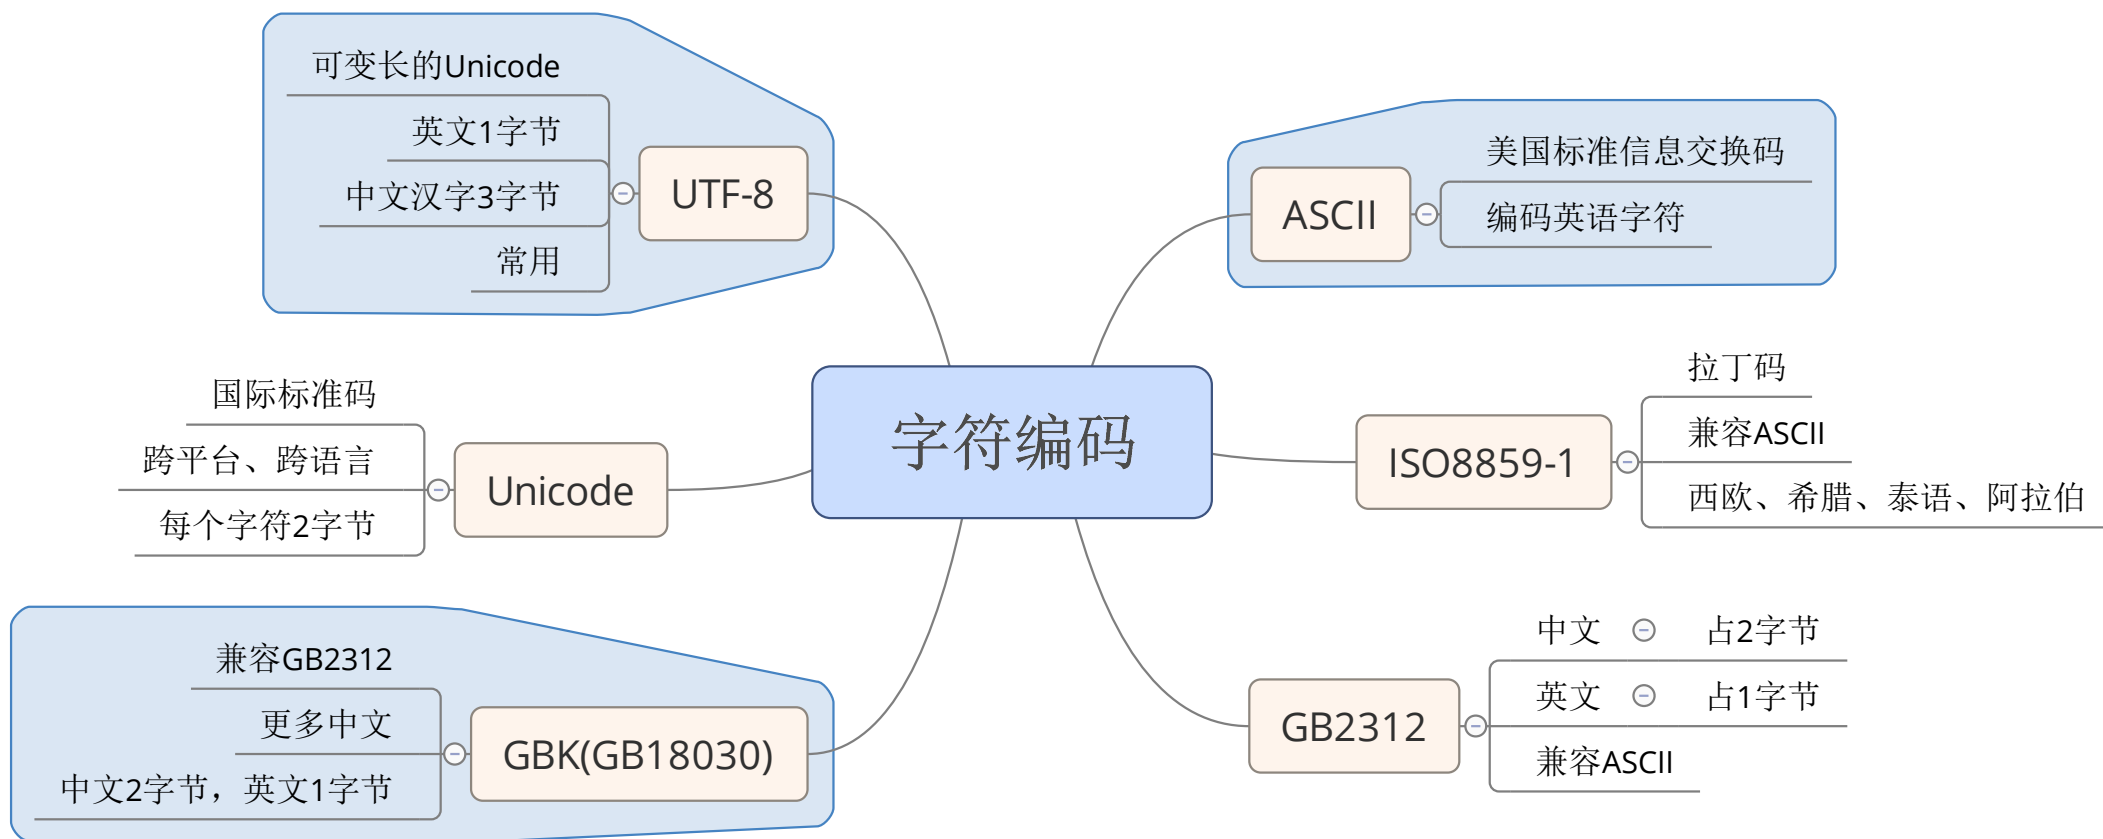 字符编码
ASCII
美国标准信息交换码
编码英语字符
ISO8859-1
拉丁码
兼容ASCII
西欧、希腊、泰语、阿拉伯
GB2312
中文 占2字节
英文 占1字节
兼容ASCII
UTF-8
可变长的Unicode
英文1字节
中文汉字3字节
常用
Unicode
国际标准码
跨平台、跨语言
每个字符2字节
GBK(GB18030)
兼容GB2312
更多中文
中文2字节，英文1字节